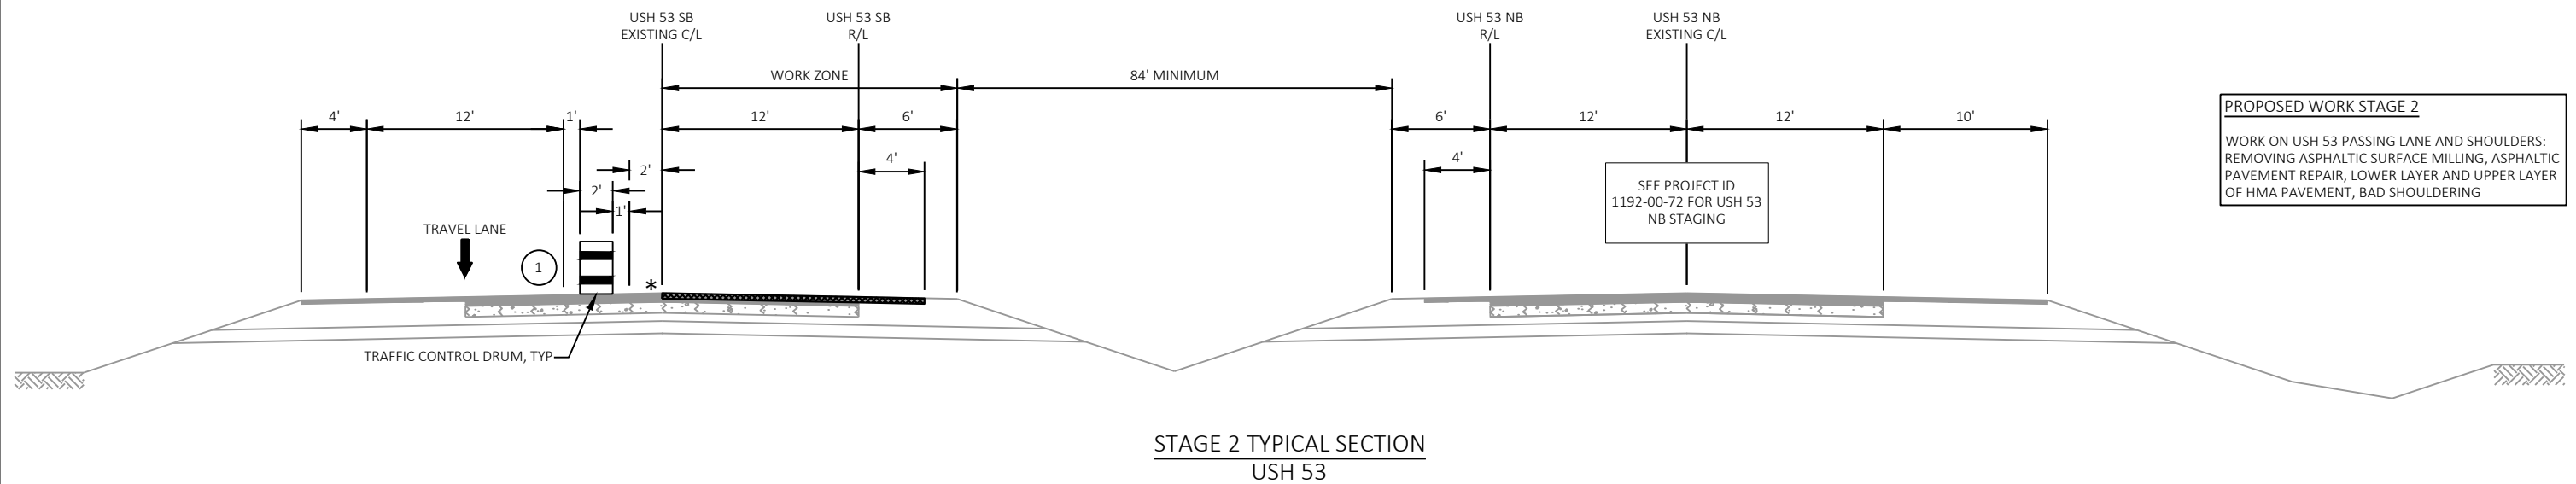 USH 53 SB
EXISTING C/L
USH 53 SB
R/L
USH 53 NB
R/L
USH 53 NB
EXISTING C/L
WORK ZONE
84' MINIMUM
4'
12'
1'
12'
6'
6'
12'
12'
10'
2'
4'
4'
2'
1'
TRAVEL LANE
1
*
SEE PROJECT ID
1192-00-72 FOR USH 53
NB STAGING
TRAFFIC CONTROL DRUM, TYP
PROPOSED WORK STAGE 2
WORK ON USH 53 PASSING LANE AND SHOULDERS:
REMOVING ASPHALTIC SURFACE MILLING, ASPHALTIC
PAVEMENT REPAIR, LOWER LAYER AND UPPER LAYER
OF HMA PAVEMENT, BAD SHOULDERING
STAGE 2 TYPICAL SECTION
USH 53